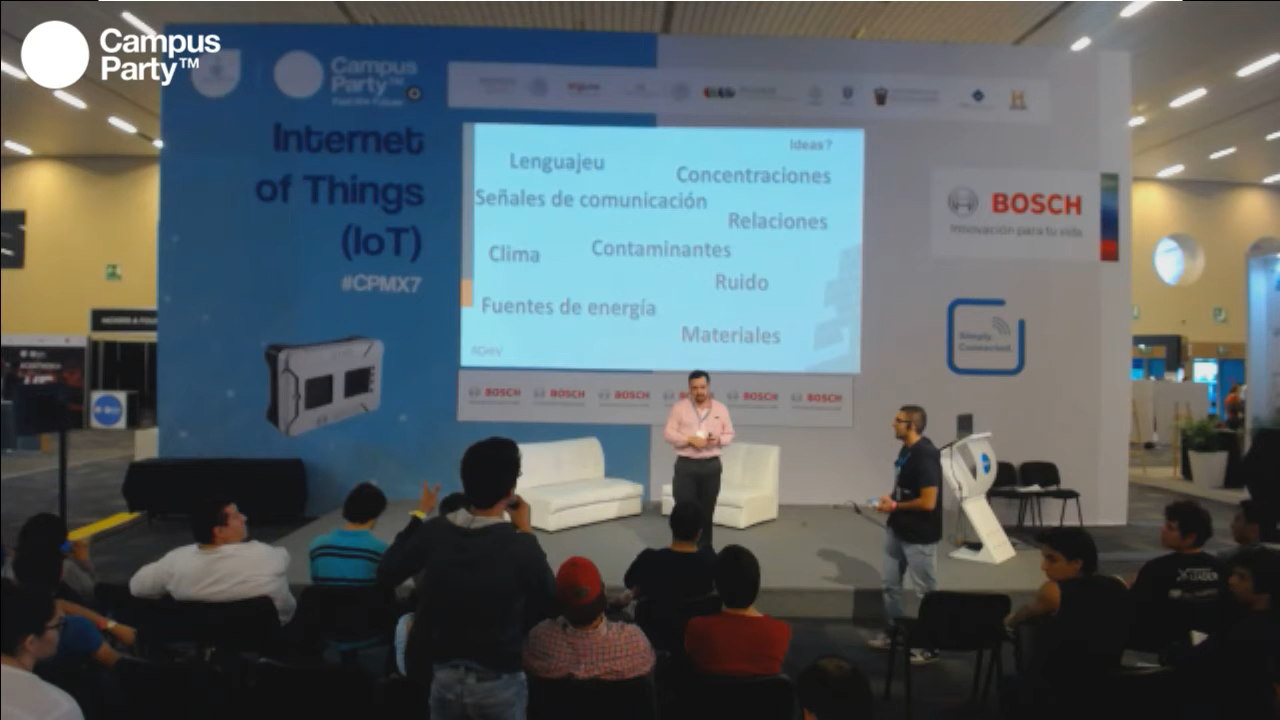 Campus
Party™
Campus
Party™
Internet
of Things
(IoT)
#CPMX7
Ideas?
Lenguajeu
Concentraciones
Señales de comunicación
Relaciones
Clima
Contaminantes
Ruido
Fuentes de energía
Materiales
BOSCH
Innovación para tu vida
Simply.
Connected.
BOSCH
BOSCH
BOSCH
BOSCH
BOSCH